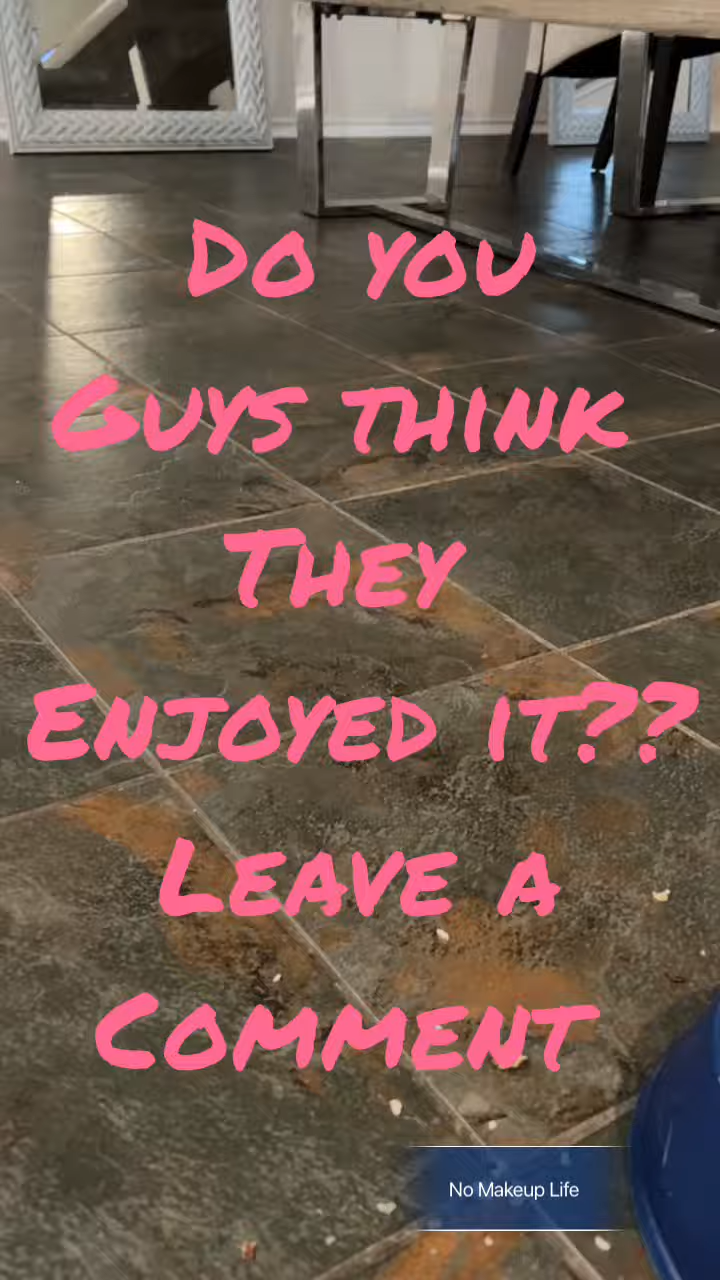 Do you
Guys think
They
Enjoyed it??
Leave a
Comment
No Makeup Life